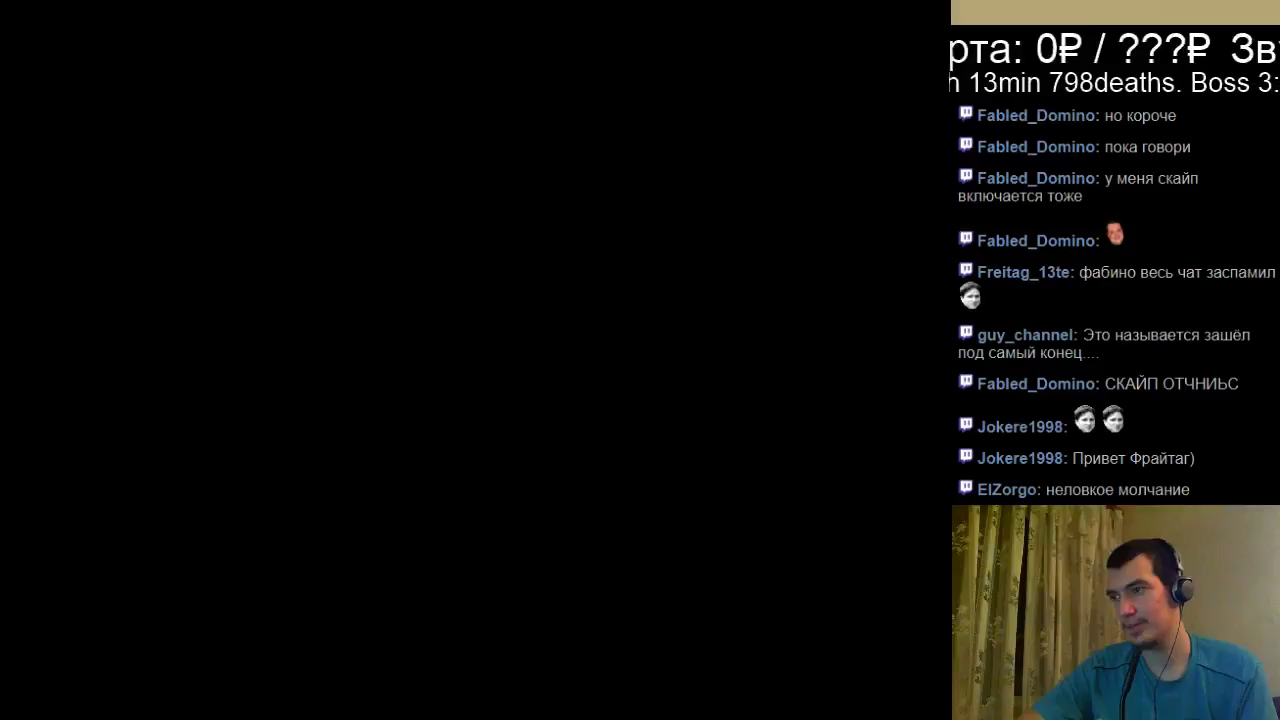 рта: 0₽ / ???₽ Зв
13min 798deaths. Boss 3:
Fabled_Domino: но короче
Fabled_Domino: пока говори
Fabled_Domino: у меня скайп
включается тоже
Fabled_Domino:
Freitag_13te: фабино весь чат заспамил
guy_channel: Это называется зашёл
под самый конец....
Fabled_Domino: СКАЙП ОТЧНИЬС
Jokere1998:
Jokere1998: Привет Фрайтаг)
ElZorgo: неловкое молчание